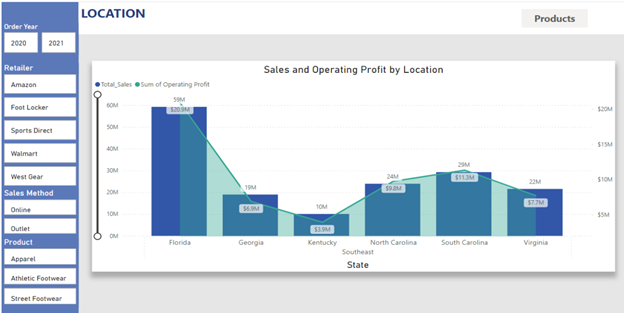 LOCATION
Products
Order Year
2020 2021
Retailer
Amazon
Foot Locker
Sports Direct
Walmart
West Gear
Sales Method
Online
Outlet
Product
Apparel
Athletic Footwear
Street Footwear
Sales and Operating Profit by Location
Total_Sales Sum of Operating Profit
60M
50M
40M
30M
20M
10M
0M
59M
$20.9M
19M
$6.9M
10M
$3.9M
24M
$9.8M
29M
$11.3M
22M
$7.7M
$20M
$15M
$10M
$5M
Florida Georgia Kentucky North Carolina South Carolina Virginia
Southeast
State